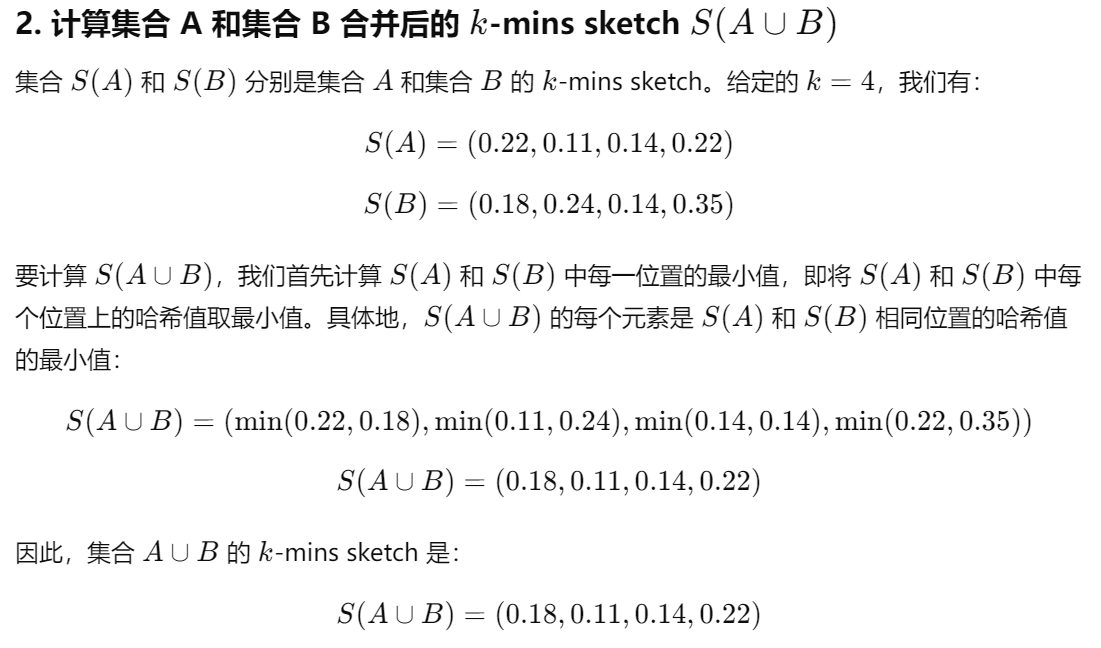 2. 计算集合 A 和集合 B 合并后的 k-mins sketch S(A ∪ B)
集合 S(A) 和 S(B) 分别是集合 A 和集合 B 的 k-mins sketch。给定的 k = 4，我们有：
S(A) = (0.22, 0.11, 0.14, 0.22)
S(B) = (0.18, 0.24, 0.14, 0.35)
要计算 S(A ∪ B)，我们首先计算 S(A) 和 S(B) 中每一位置的最小值，即将 S(A) 和 S(B) 中每
个位置上的哈希值取最小值。具体地，S(A ∪ B) 的每个元素是 S(A) 和 S(B) 相同位置的哈希值
的最小值：
S(A ∪ B) = (min(0.22, 0.18), min(0.11, 0.24), min(0.14, 0.14), min(0.22, 0.35))
S(A ∪ B) = (0.18, 0.11, 0.14, 0.22)
因此，集合 A ∪ B 的 k-mins sketch 是：
S(A ∪ B) = (0.18, 0.11, 0.14, 0.22)